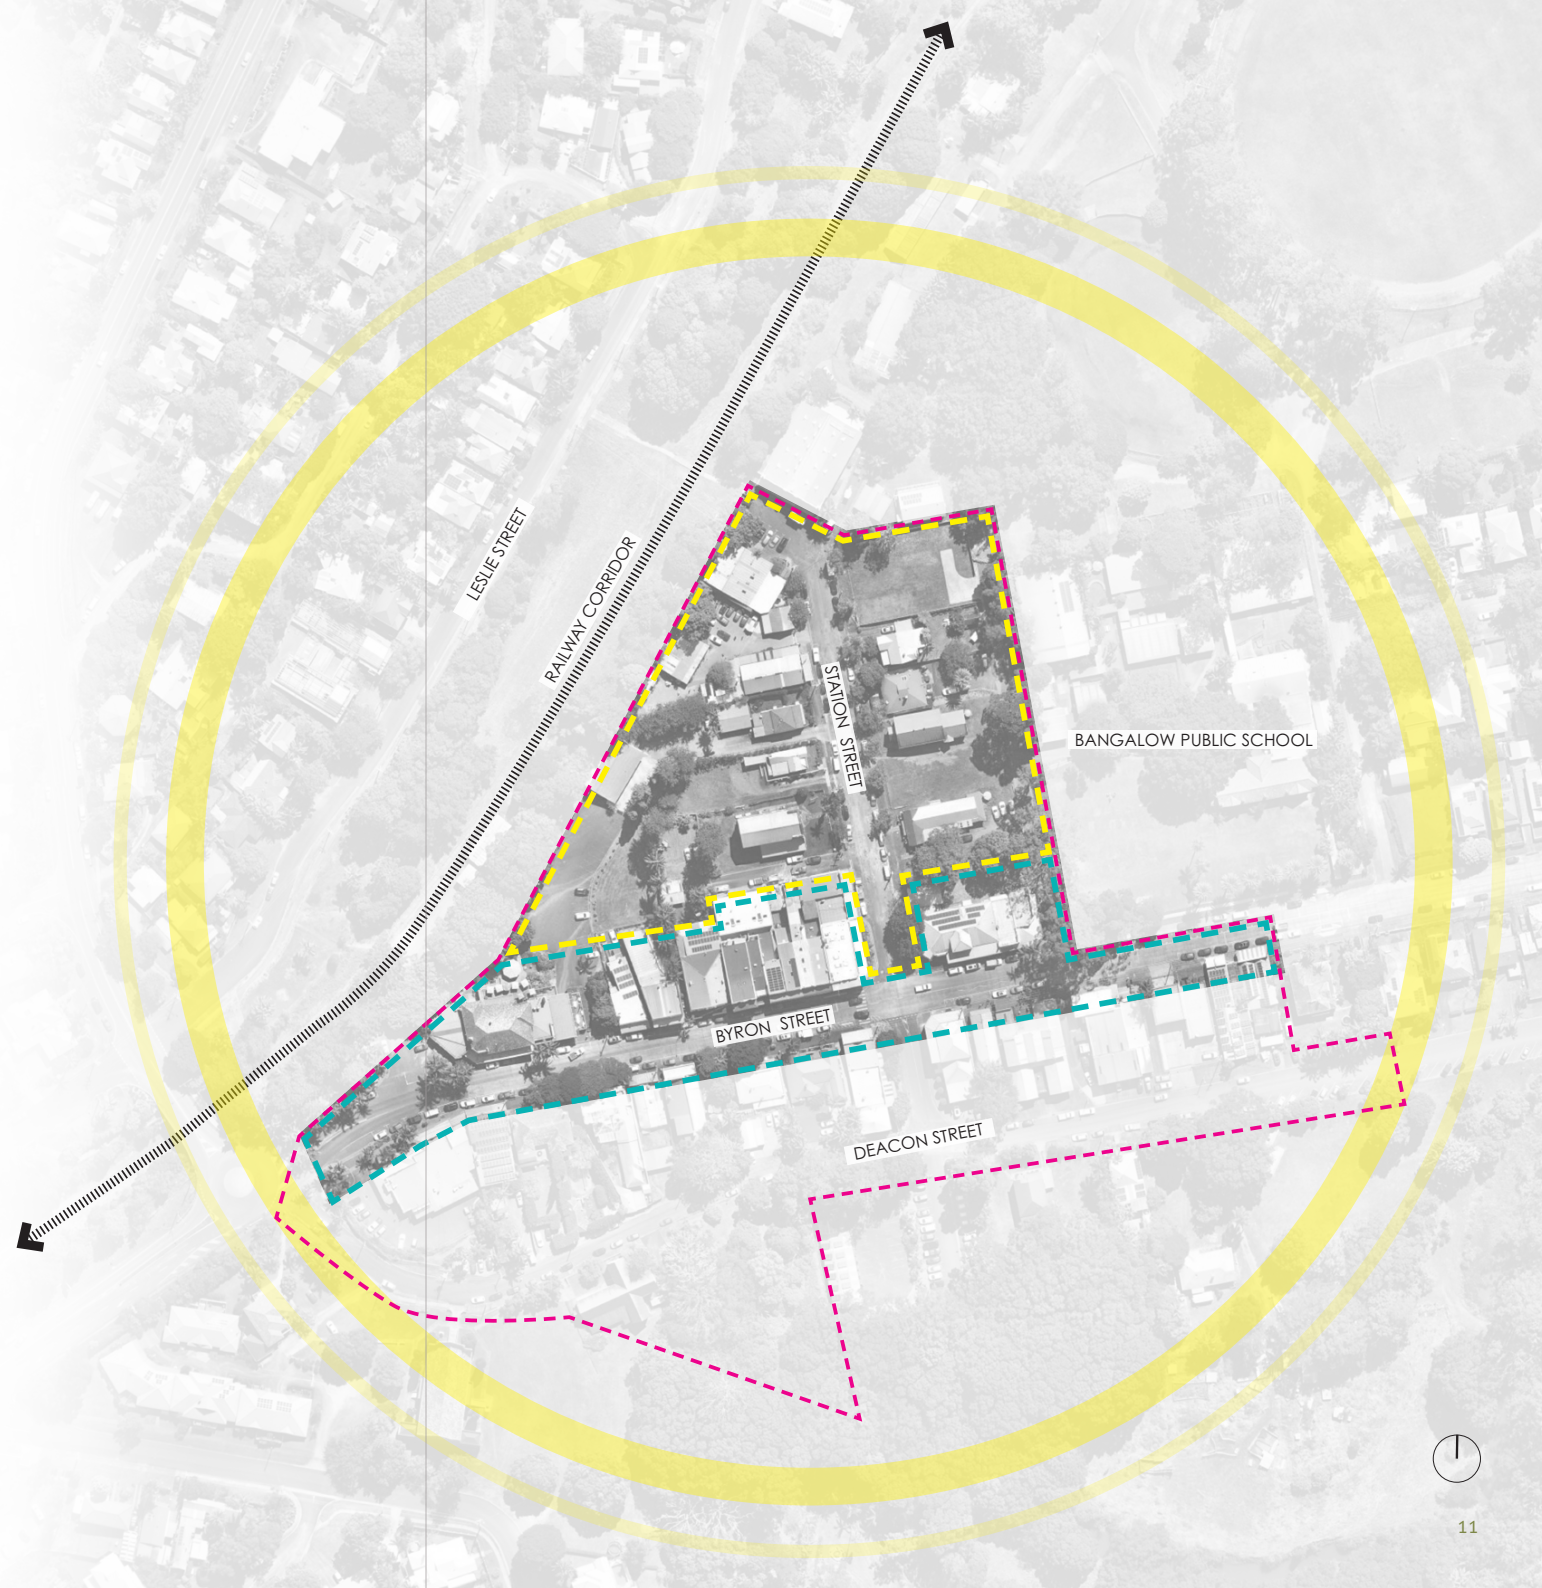 LESLIE STREET
RAILWAY CORRIDOR
STATION STREET
BANGALOW PUBLIC SCHOOL
BYRON STREET
DEACON STREET
11